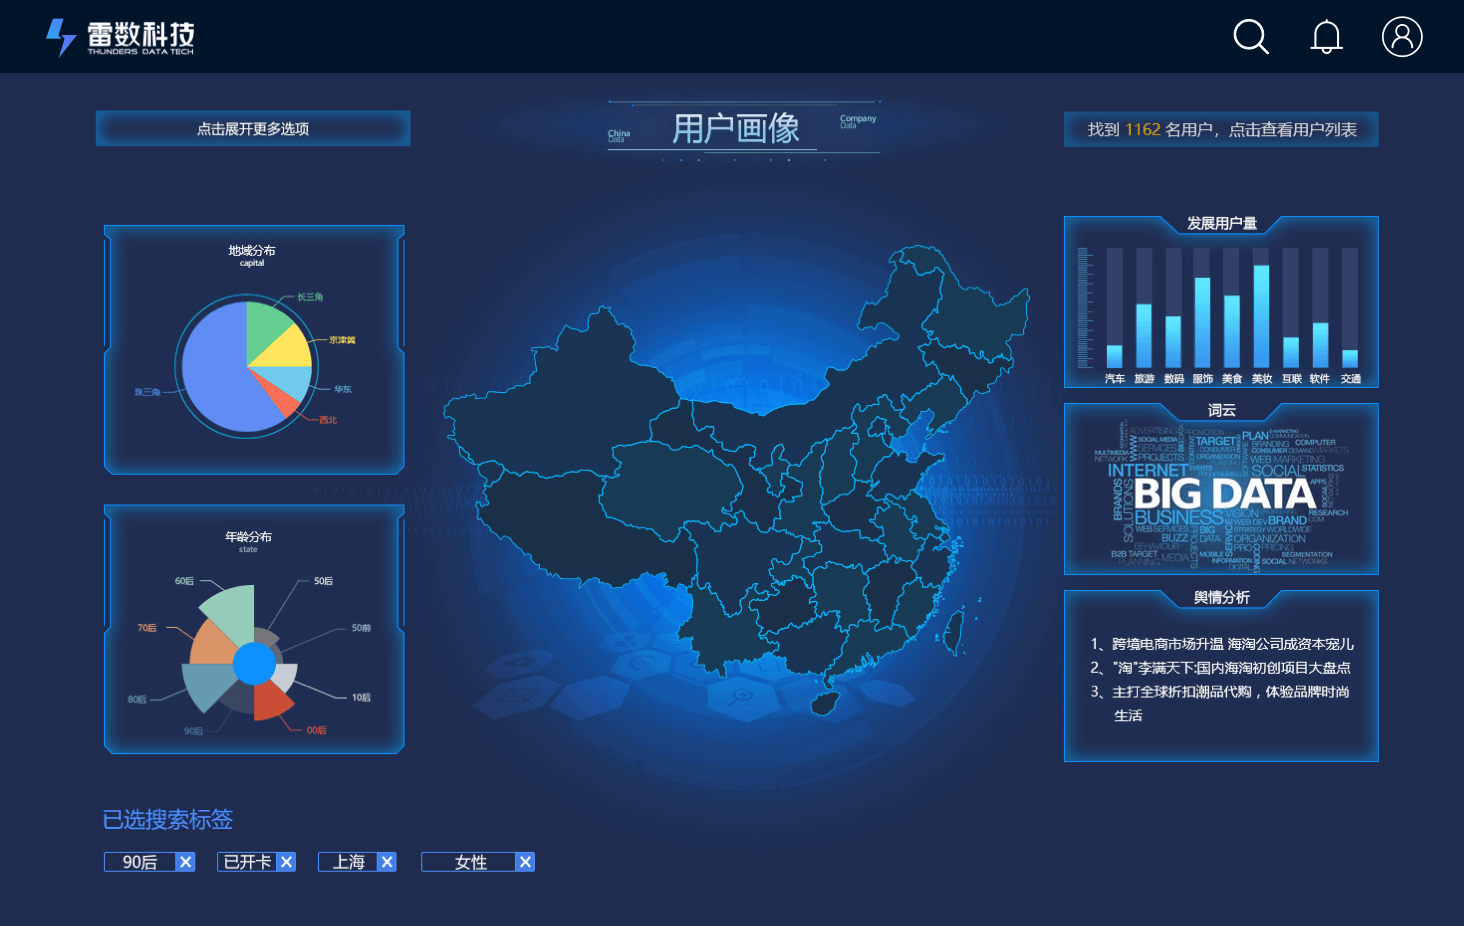 雷数科技
THUNDERS DATA TECH
点击展开更多选项
China
Data
用户画像
Company
Data
找到 1162 名用户，点击查看用户列表
地域分布
capital
长三角
京津冀
华东
西北
珠三角
年龄分布
state
60后
50后
70后
50前
80后
10后
90后
00后
发展用户量
汽车 旅游 数码 服饰 美食 美妆 互联 软件 交通
词云
ADVERTISING
PROMOTION
PLAN
WWW
SOCIAL MEDIA
TARGET
BRANDING
COMPUTER
SERVICES
CONSUMER
CONSUMER
DEMAND
MARKETS
MULTIMEDIA
NETWORK
PROJECTS
ORGANIZATION
WEB MARKETING
INTERNET
EVENTS
SOCIAL
STATISTICS
BRANDS
SOLUTIONS
BIG DATA
APPS
BUSINESS
VISION
RESEARCH
WEB DEV
BRAND
COM
WEB SERVICES
BIG
DATA
STRATEGY
WORLDWIDE
BUZZ
SERVICE
ORGANIZATION
BEHAVIOUR
PRO
PRICING
B2B TARGET
MEDIA
PROJECTS
MOBILE
SEGMENTATION
PLANNING
INFORMATION
SOCIAL NETWORKS
DIGITAL
舆情分析
1、跨境电商市场升温 海淘公司成资本宠儿
2、"淘"李满天下:国内海淘初创项目大盘点
3、主打全球折扣潮品代购，体验品牌时尚
生活
已选搜索标签
90后 X 已开卡 X 上海 X 女性 X